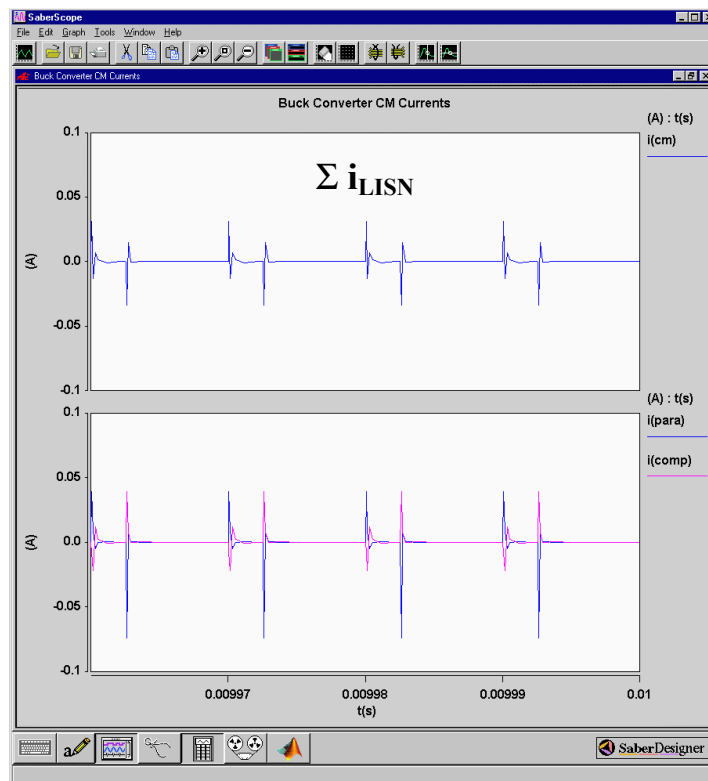 SaberScope
File Edit Graph Tools Window Help
Buck Converter CM Currents
Buck Converter CM Currents
(A) : t(s)
i(cm)
0.1
0.05
0.0
-0.05
-0.1
(A)
Σ iLISN
(A) : t(s)
i(para)
i(comp)
0.1
0.05
0.0
-0.05
-0.1
(A)
0.00997 0.00998 0.00999 0.01
t(s)
a
SaberDesigner